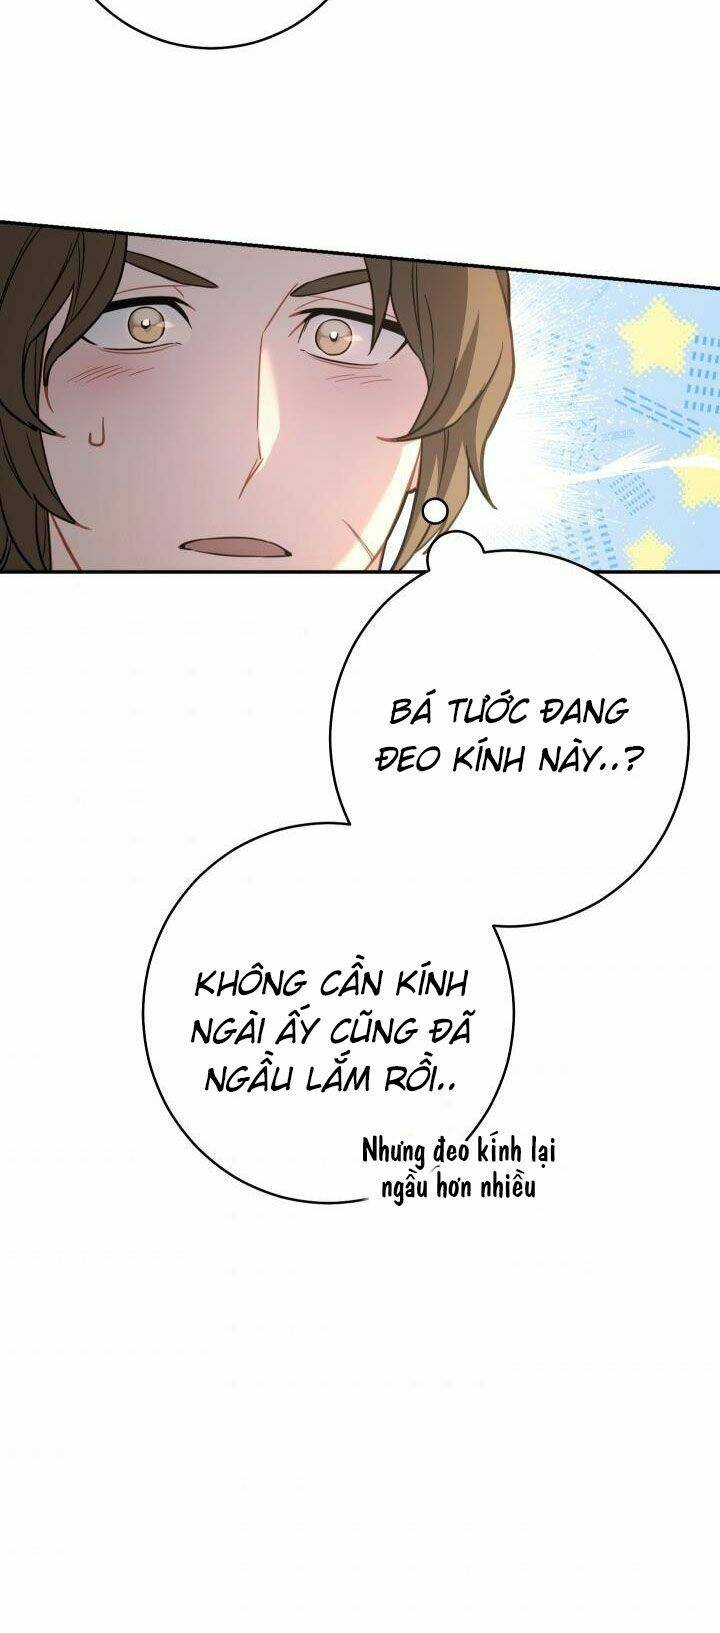 BÁ TƯỚC ĐANG
ĐEO KÍNH NÀY..?
KHÔNG CẦN KÍNH
NGÀI ẤY CŨNG ĐÃ
NGẦU LẮM RỒI..
Nhưng đeo kính lại
ngầu hơn nhiều